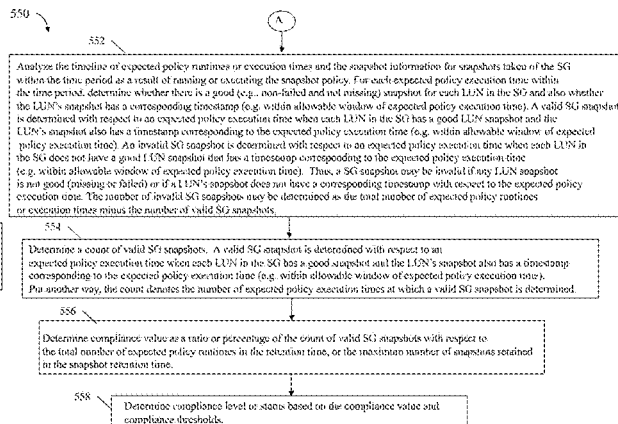 550
A
552
Analyze the timeline of expected policy runtimes or execution times and the snapshot information for snapshots taken of the SG
within the time period as a result of running or executing the snapshot policy. For each expected policy execution time within
the time period, determine whether there is a good (e.g., non-failed and not missing) snapshot for each LUN in the SG and also whether
the LUN's snapshot has a corresponding timestamp (e.g. within allowable window of expected policy execution time). A valid SG snapshot
is determined with respect to an expected policy execution time when each LUN in the SG has a good LUN snapshot and the
LUN's snapshot also has a timestamp corresponding to the expected policy execution time (e.g. within allowable window of expected
policy execution time). An invalid SG snapshot is determined with respect to an expected policy execution time when each LUN in
the SG does not have a good LUN snapshot that has a timestamp corresponding to the expected policy execution time
(e.g. within allowable window of expected policy execution time). Thus, a SG snapshot may be invalid if any LUN snapshot
is not good (missing or failed) or if a LUN's snapshot does not have a corresponding timestamp with respect to the expected policy
execution time. The number of invalid SG snapshots may be determined as the total number of expected policy runtimes
or execution times minus the number of valid SG snapshots.
554
Determine a count of valid SG snapshots. A valid SG snapshot is determined with respect to an
expected policy execution time when each LUN in the SG has a good snapshot and the LUN's snapshot also has a timestamp
corresponding to the expected policy execution time (e.g. within allowable window of expected policy execution time).
Put another way, the count denotes the number of expected policy execution times at which a valid SG snapshot is determined.
556
Determine compliance value as a ratio or percentage of the count of valid SG snapshots with respect to
the total number of expected policy runtimes in the retention time, or the maximum number of snapshots retained
in the snapshot retention time.
558
Determine compliance level or status based on the compliance value and
compliance thresholds.